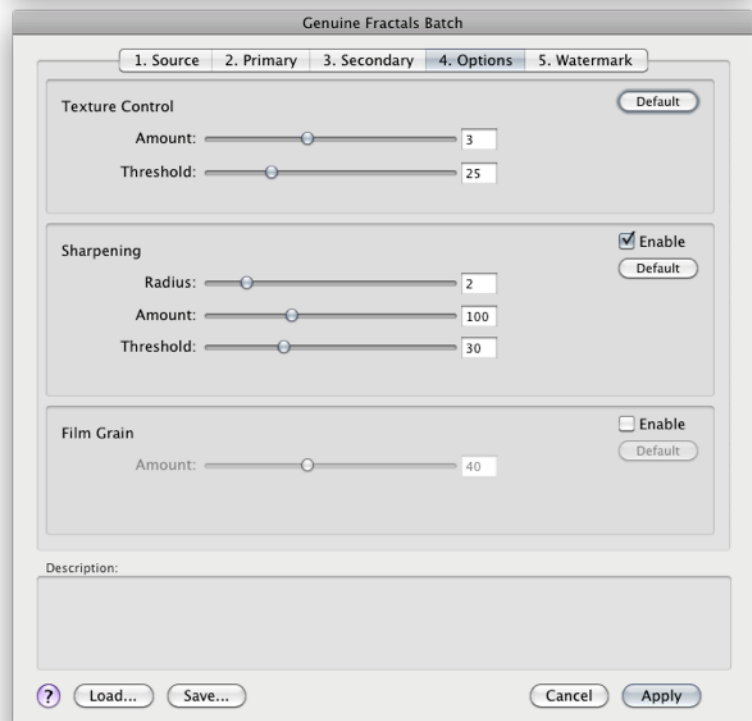 Genuine Fractals Batch
1. Source 2. Primary 3. Secondary 4. Options 5. Watermark
Texture Control Default
Amount: 3
Threshold: 25
Sharpening Enable
Default
Radius: 2
Amount: 100
Threshold: 30
Film Grain Enable
Default
Amount: 40
Description:
? Load... Save... Cancel Apply